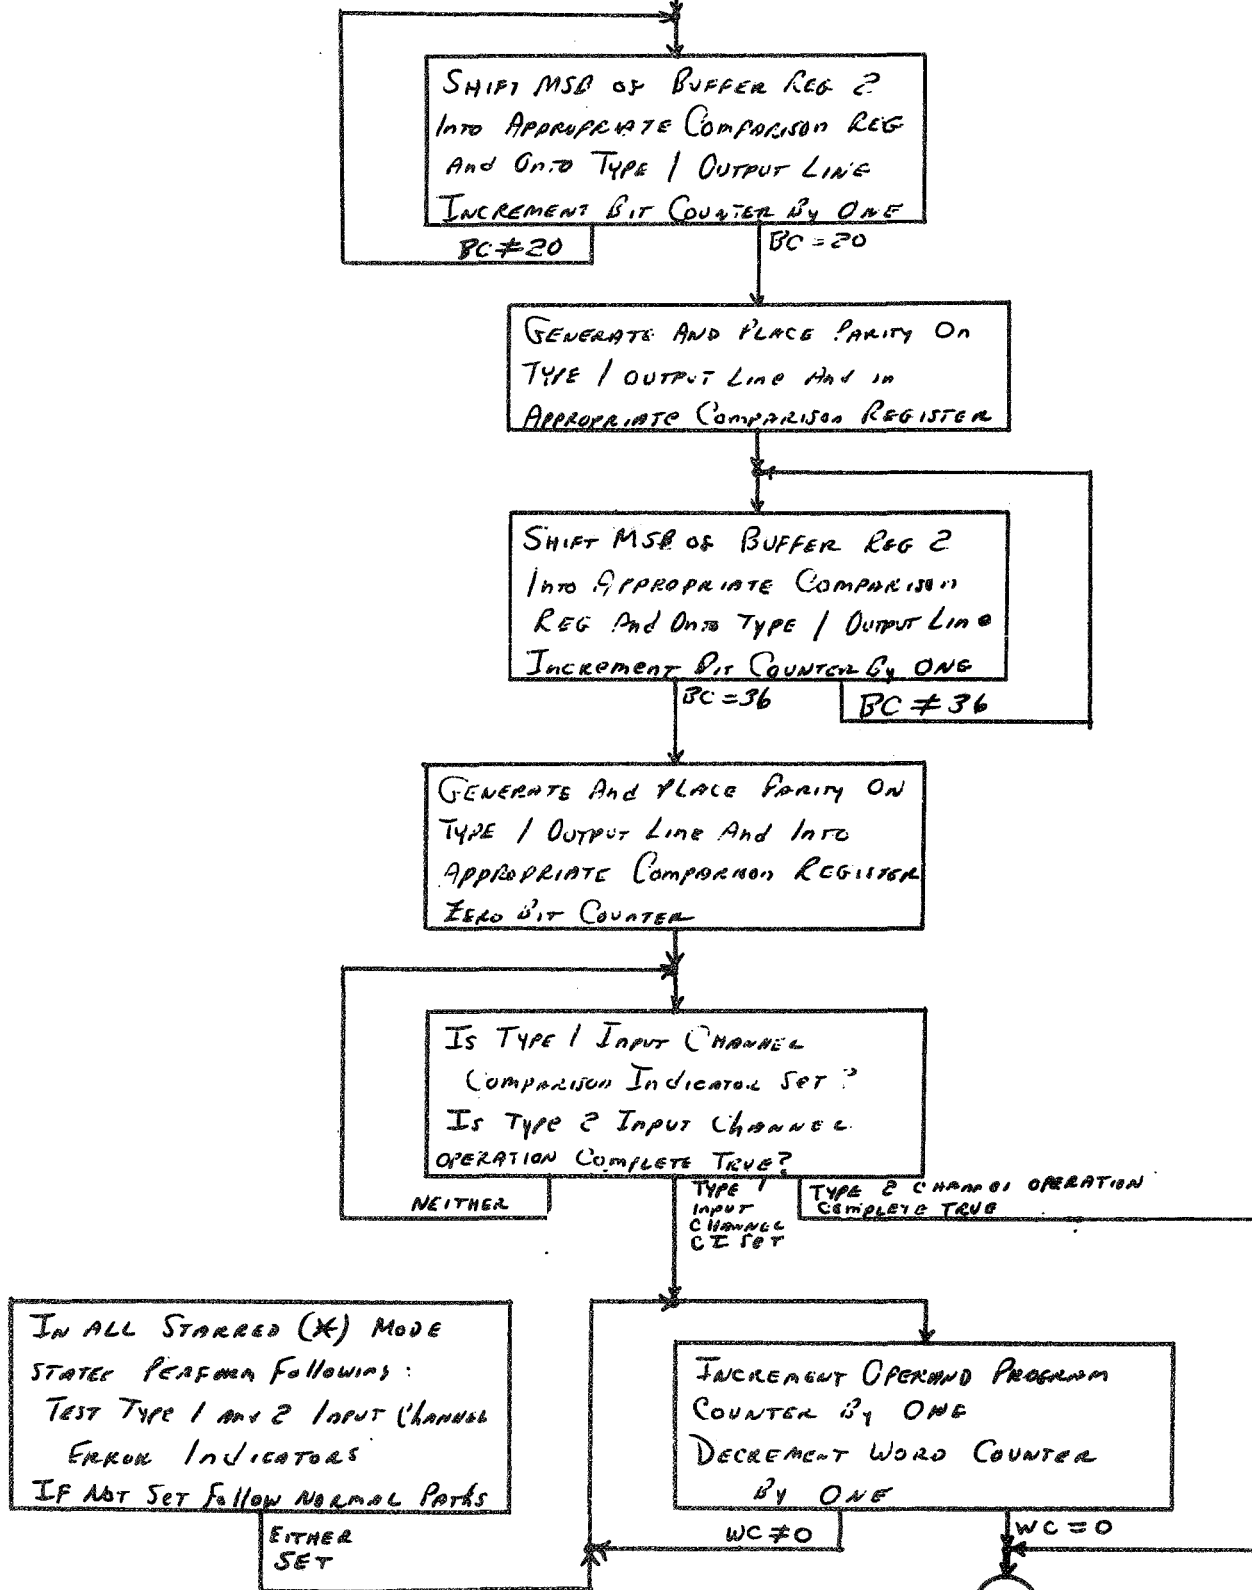 SHIFT MSB OF BUFFER REG 2
INTO APPROPRIATE COMPARISON REG
And OnTO TYPE 1 OUTPUT LINE
INCREMENT BIT COUNTER By ONE
BC≠20
BC=20
GENERATE AND PLACE PARITY On
TYPE 1 OUTPUT Line And in
APPROPRIATE COMPARISON REGISTER
SHIFT MSB OF BUFFER REG 2
Into APPROPRIATE COMPARISON
REG And Onto TYPE 1 OUTPUT Line
Increment BIT COUNTER By ONE
BC=36
BC≠36
GENERATE And PLACE PARITY ON
TYPE 1 OUTPUT Line And Into
APPROPRIATE COMPARISON REGISTER
ZERO BIT COUNTER
Is TYPE 1 INPUT CHANNEL
COMPARISON Indicator Set?
Is Type 2 INPUT Channel
OPERATION COMPLETE TRUE?
NEITHER
TYPE 1
INPUT
CHANNEL
CI SET
TYPE 2 CHANNEL OPERATION
COMPLETE TRUE
IN ALL STARRED (*) MODE
STATES PERFORM Following:
TEST TYPE 1 and 2 INPUT Channel
ERROR Indicators
IF NOT SET Follow NORMAL PATHS
EITHER
SET
INCREMENT OPERAND PROGRAM
COUNTER By ONE
DECREMENT WORD COUNTER
By ONE
WC≠0
WC=0